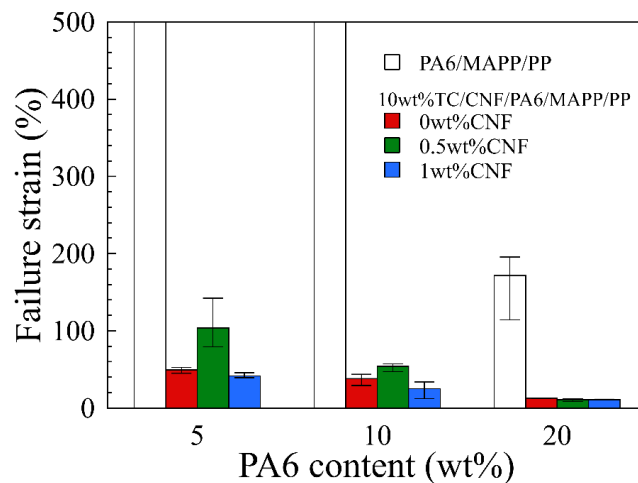 500
400
300
200
100
0
Failure strain (%)
PA6/MAPP/PP
10wt%TC/CNF/PA6/MAPP/PP
0wt%CNF
0.5wt%CNF
1wt%CNF
5 10 20
PA6 content (wt%)